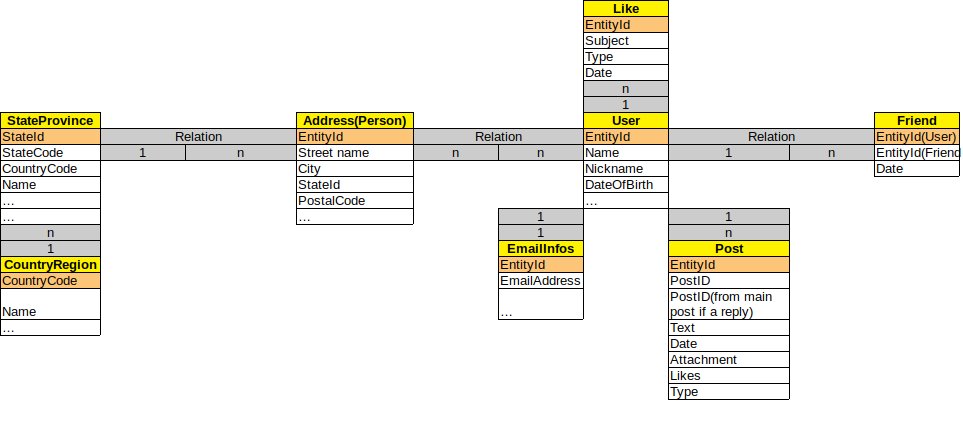 Like
EntityId
Subject
Type
Date
n
1
StateProvince
Address(Person)
User
Friend
StateId
Relation
EntityId
Relation
EntityId
Relation
EntityId(User)
StateCode
1
n
Street name
n
n
Name
1
n
EntityId(Friend
CountryCode
City
Nickname
Date
Name
StateId
DateOfBirth
...
PostalCode
...
...
...
1
1
n
1
n
1
EmailInfos
Post
CountryRegion
EntityId
EntityId
CountryCode
EmailAddress
PostID
Name
...
PostID(from main
post if a reply)
...
Text
Date
Attachment
Likes
Type